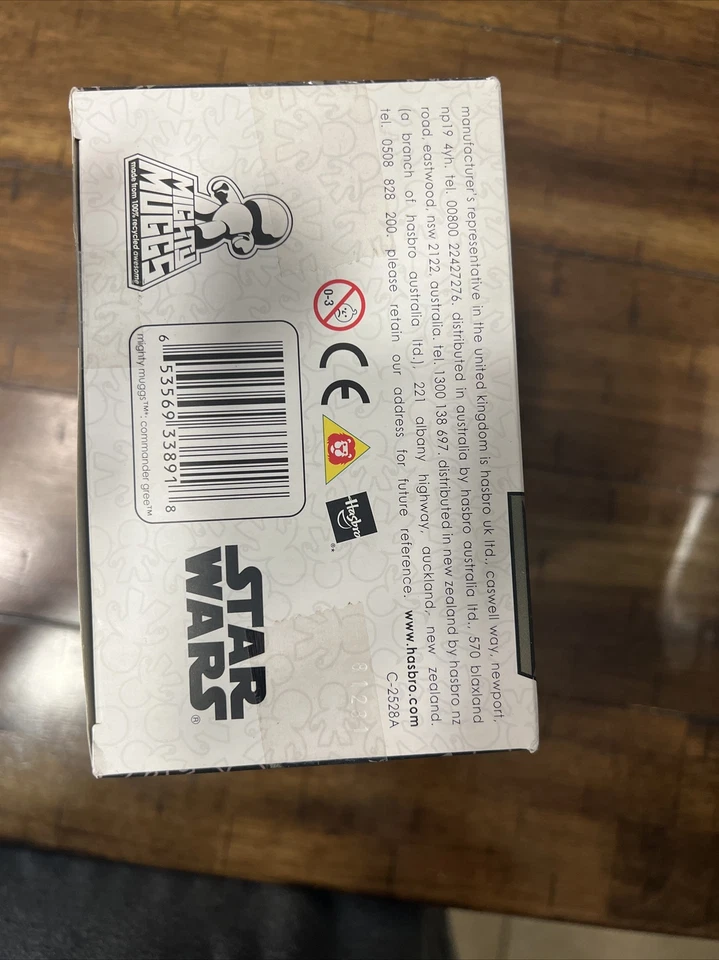 manufacturer's representative in the united kingdom is hasbro uk ltd., caswell way, newport,
np19 4yh. tel. 00800 22427276. distributed in australia by hasbro australia ltd., 570 blaxland
road, eastwood, nsw 2122, australia. tel. 1300 138 697. distributed in new zealand by hasbro nz
(a branch of hasbro australia ltd.), 221 albany highway, auckland, new zealand.
tel. 0508 828 200. please retain our address for future reference. www.hasbro.com
C-2528A
0-3
CE
Hasbro
®*
MIGHTY
MUGGS
made from 100% recycled awesome
6 53569 33891 8
mighty muggs™*: commander gree™
STAR
WARS®